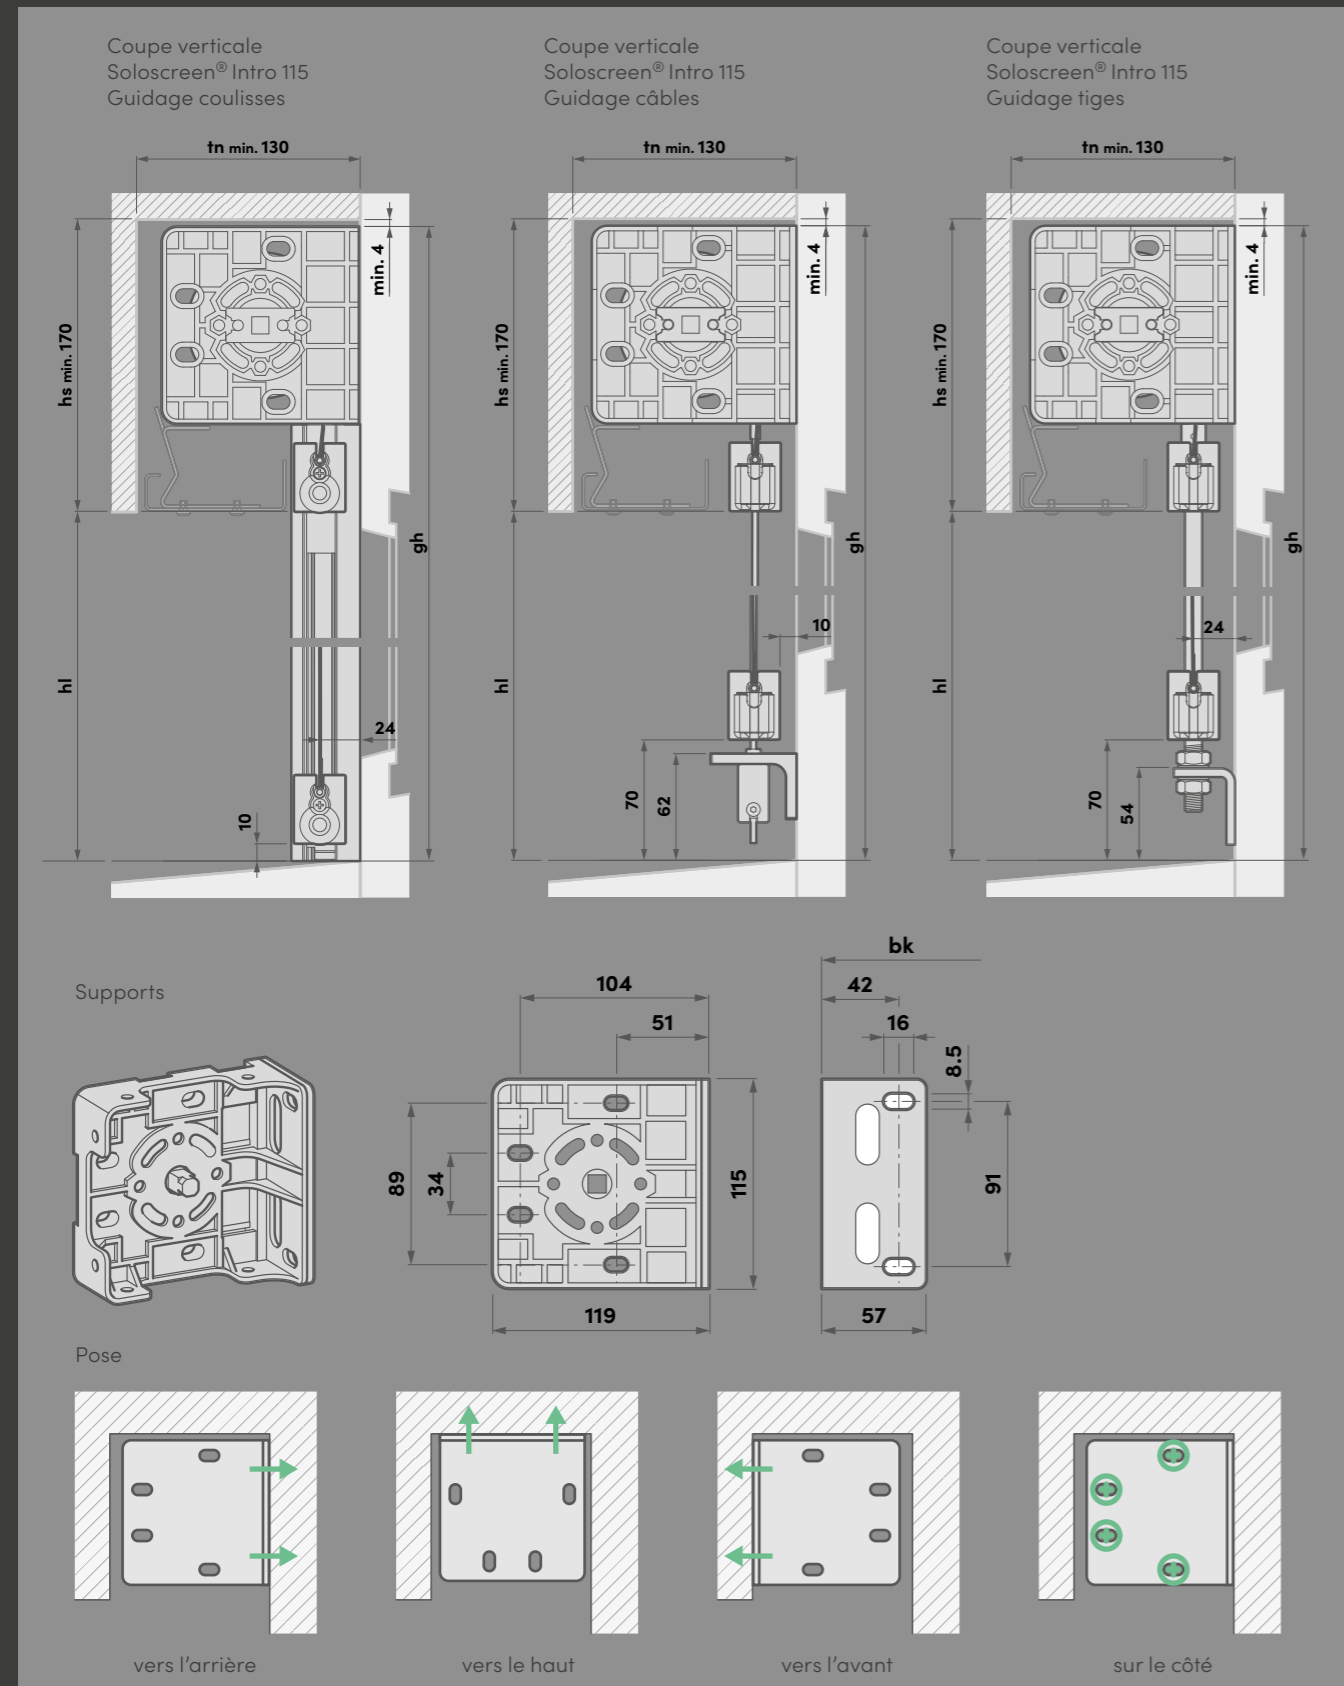 Coupe verticale
Soloscreen® Intro 115
Guidage coulisses
Coupe verticale
Soloscreen® Intro 115
Guidage câbles
Coupe verticale
Soloscreen® Intro 115
Guidage tiges
tn min. 130
min. 4
hs min. 170
gh
hl
24
10
tn min. 130
min. 4
hs min. 170
gh
10
hl
70
62
tn min. 130
min. 4
hs min. 170
gh
24
hl
70
54
Supports
104
51
89
34
115
119
bk
42
16
8.5
91
57
Pose
vers l'arrière
vers le haut
vers l'avant
sur le côté